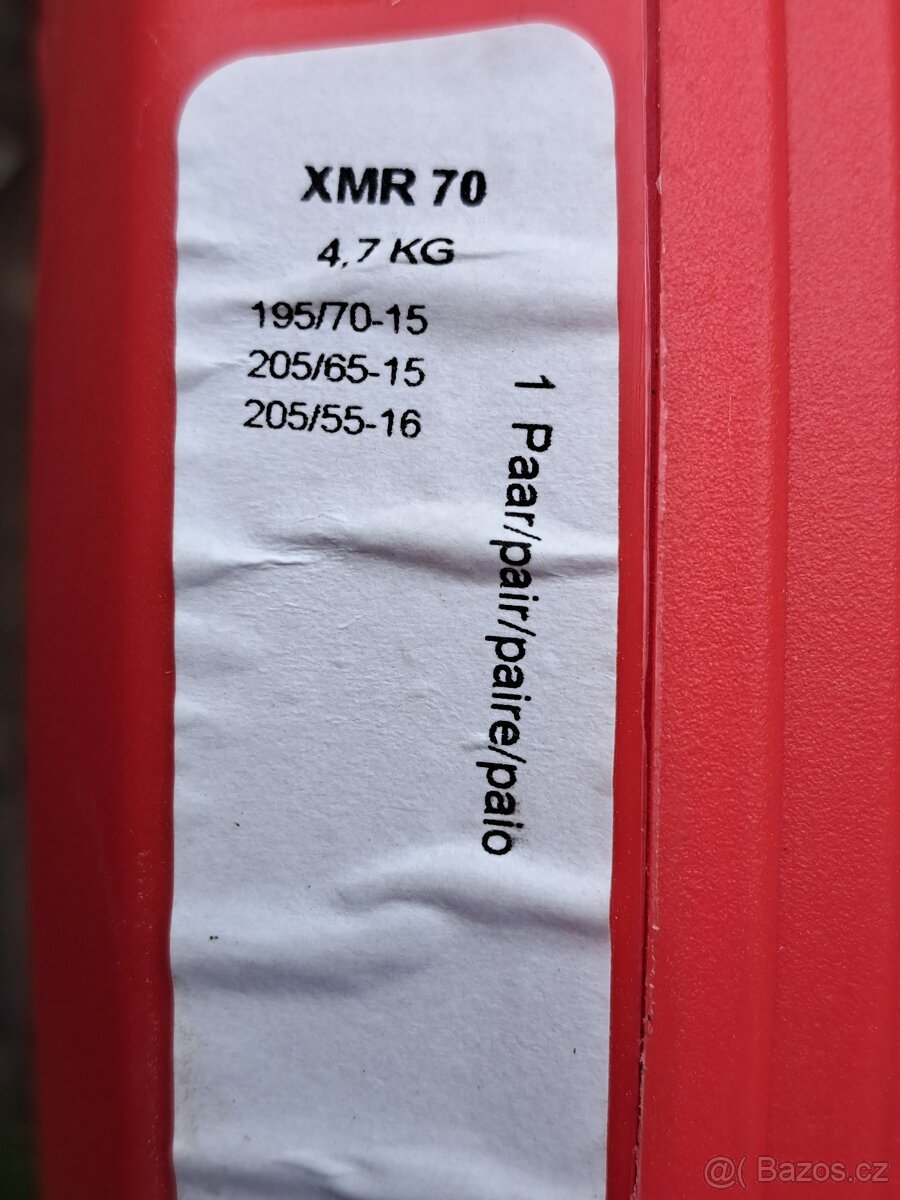 XMR 70
4,7 KG
195/70-15
205/65-15
205/55-16
1 Paar/pair/paire/paio
@( Bazos.cz